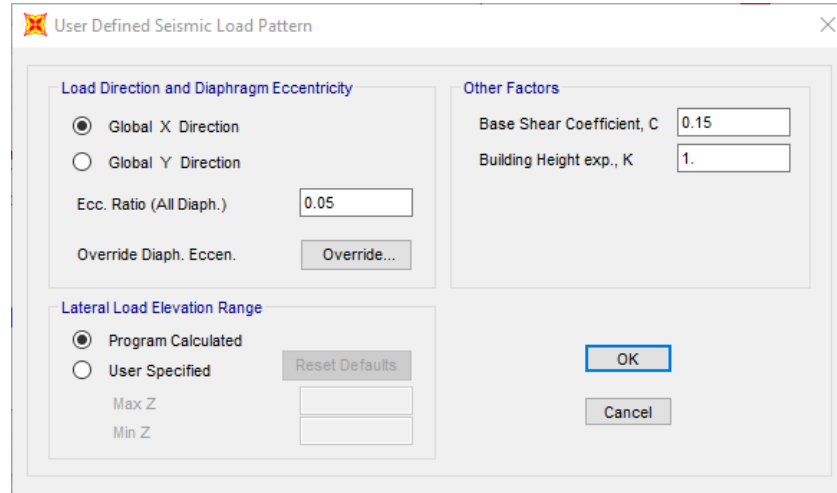 User Defined Seismic Load Pattern
Load Direction and Diaphragm Eccentricity
Global X Direction
Global Y Direction
Ecc. Ratio (All Diaph.) 0.05
Override Diaph. Eccen. Override...
Other Factors
Base Shear Coefficient, C 0.15
Building Height exp., K 1.
Lateral Load Elevation Range
Program Calculated
User Specified Reset Defaults
Max Z
Min Z
OK
Cancel